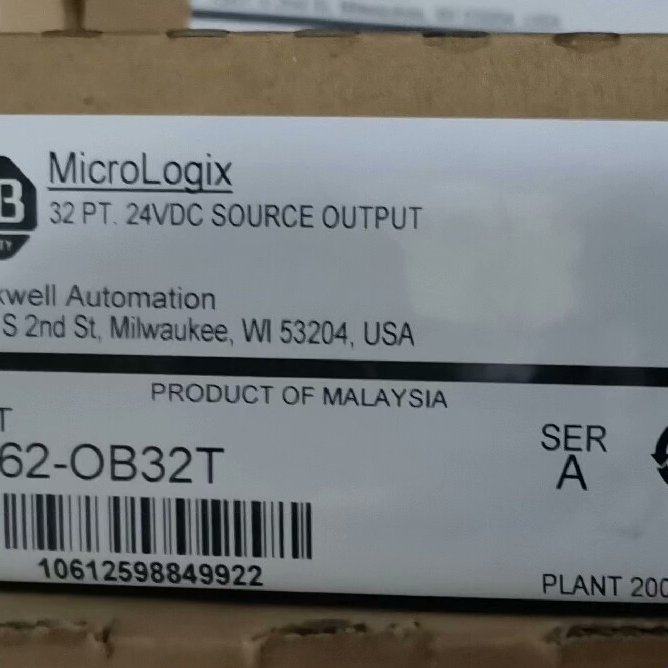 MicroLogix
32 PT. 24VDC SOURCE OUTPUT
B
TY
kwell Automation
S 2nd St, Milwaukee, WI 53204, USA
PRODUCT OF MALAYSIA
T
62-OB32T
SER
A
10612598849922
PLANT 200